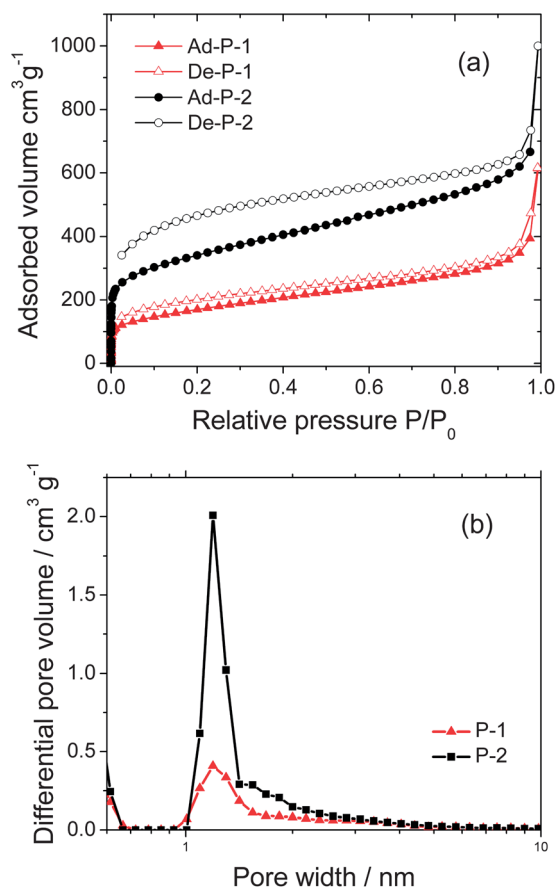 (a)
Ad-P-1
De-P-1
Ad-P-2
De-P-2
Adsorbed volume cm³g⁻¹
1000
800
600
400
200
0
0.0 0.2 0.4 0.6 0.8 1.0
Relative pressure P/P₀
(b)
P-1
P-2
Differential pore volume / cm³ g⁻¹
2.0
1.5
1.0
0.5
0.0
1 10
Pore width / nm